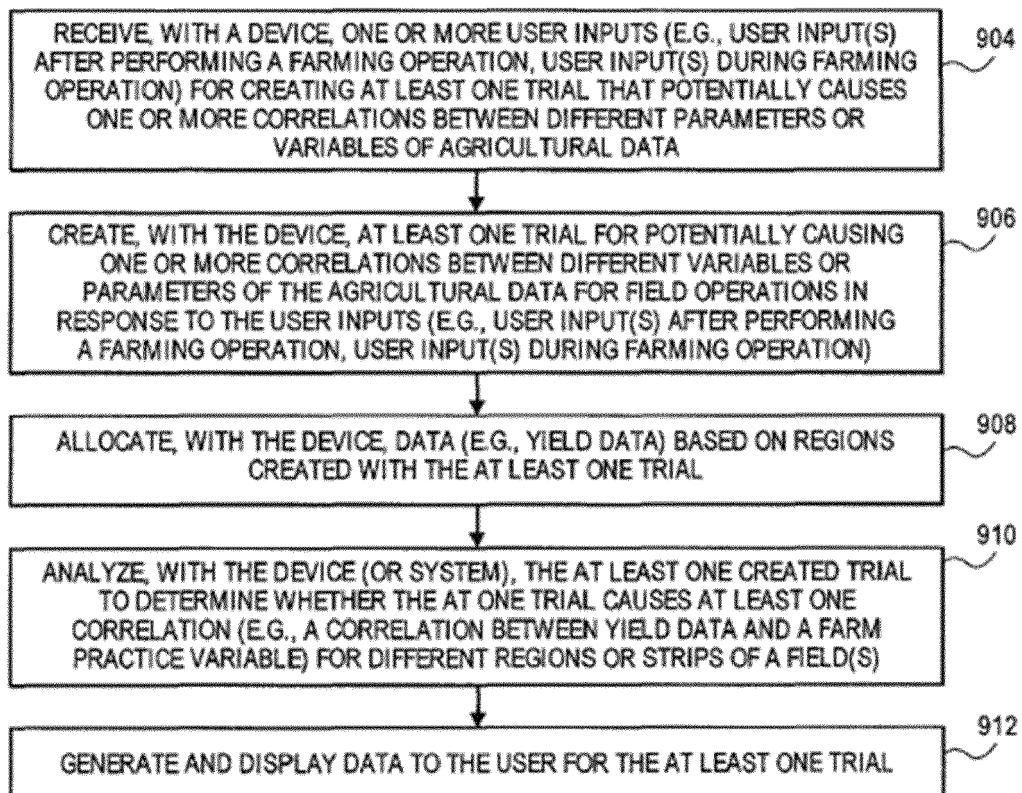 RECEIVE, WITH A DEVICE, ONE OR MORE USER INPUTS (E.G., USER INPUT(S)
AFTER PERFORMING A FARMING OPERATION, USER INPUT(S) DURING FARMING
OPERATION) FOR CREATING AT LEAST ONE TRIAL THAT POTENTIALLY CAUSES
ONE OR MORE CORRELATIONS BETWEEN DIFFERENT PARAMETERS OR
VARIABLES OF AGRICULTURAL DATA
904
CREATE, WITH THE DEVICE, AT LEAST ONE TRIAL FOR POTENTIALLY CAUSING
ONE OR MORE CORRELATIONS BETWEEN DIFFERENT VARIABLES OR
PARAMETERS OF THE AGRICULTURAL DATA FOR FIELD OPERATIONS IN
RESPONSE TO THE USER INPUTS (E.G., USER INPUT(S) AFTER PERFORMING
A FARMING OPERATION, USER INPUT(S) DURING FARMING OPERATION)
906
ALLOCATE, WITH THE DEVICE, DATA (E.G., YIELD DATA) BASED ON REGIONS
CREATED WITH THE AT LEAST ONE TRIAL
908
ANALYZE, WITH THE DEVICE (OR SYSTEM), THE AT LEAST ONE CREATED TRIAL
TO DETERMINE WHETHER THE AT ONE TRIAL CAUSES AT LEAST ONE
CORRELATION (E.G., A CORRELATION BETWEEN YIELD DATA AND A FARM
PRACTICE VARIABLE) FOR DIFFERENT REGIONS OR STRIPS OF A FIELD(S)
910
GENERATE AND DISPLAY DATA TO THE USER FOR THE AT LEAST ONE TRIAL
912